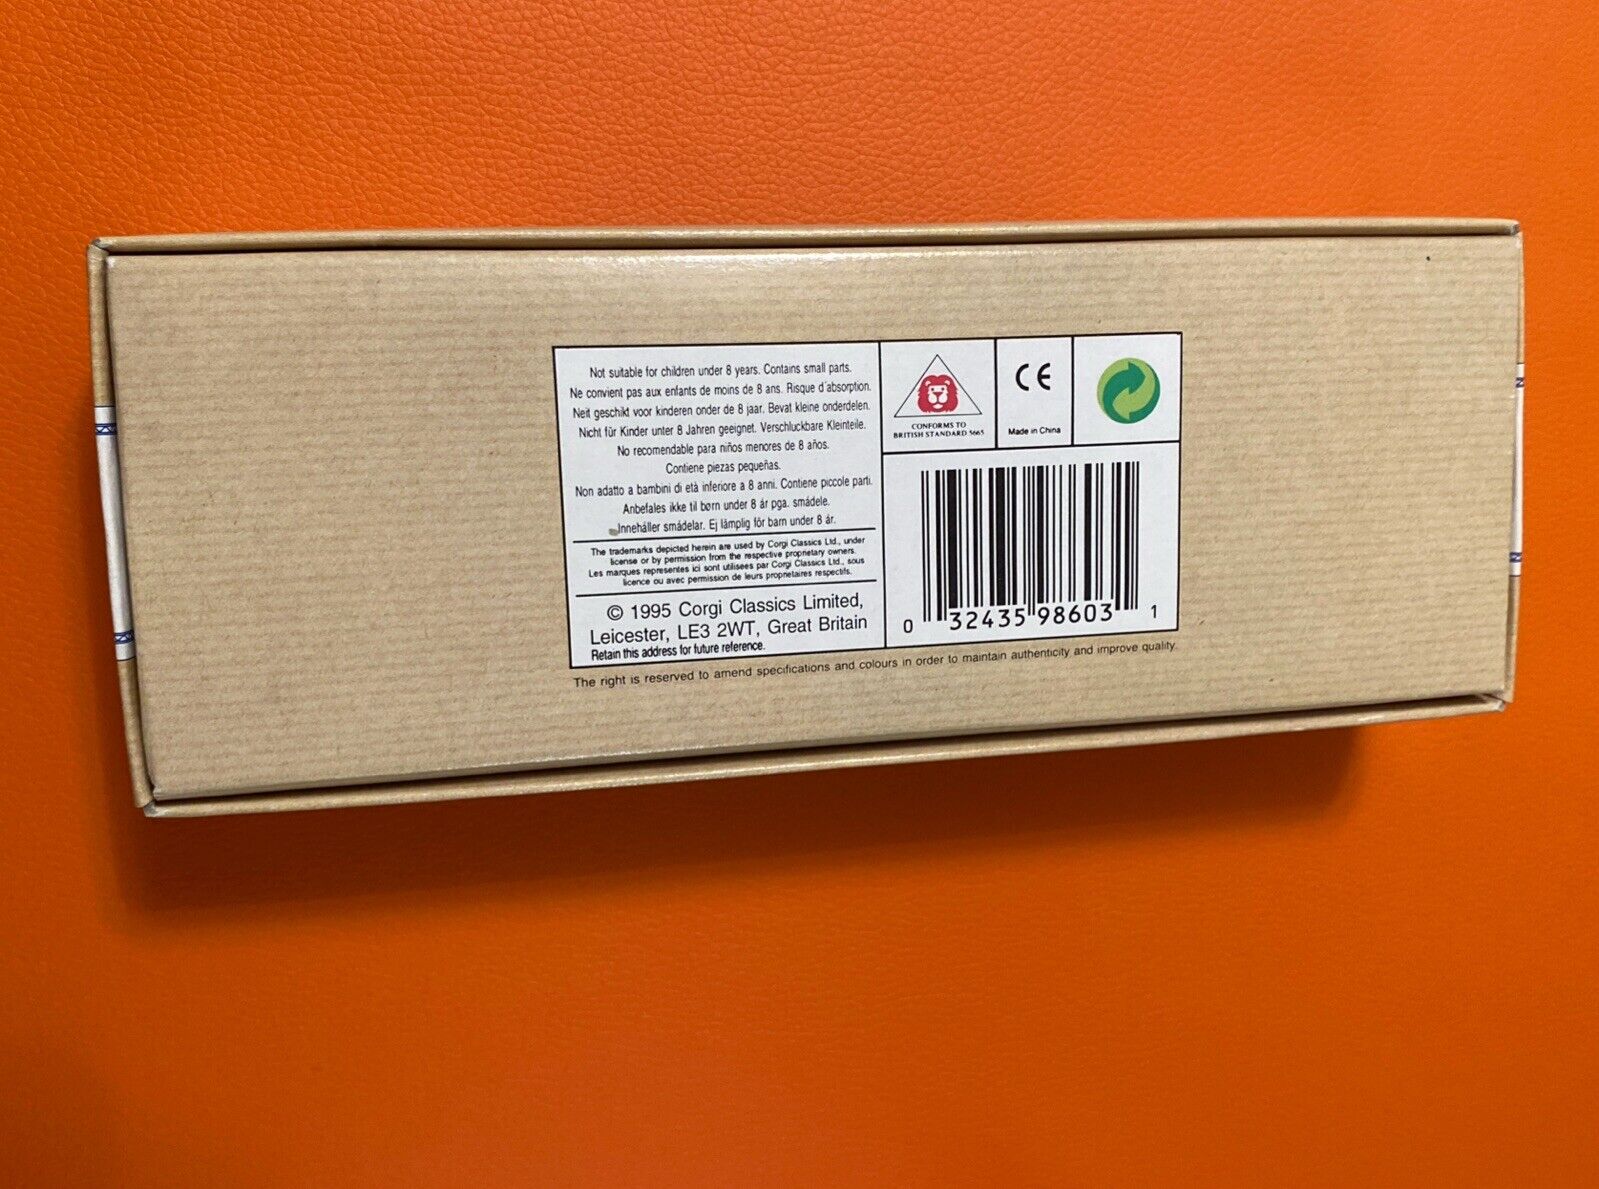 Not suitable for children under 8 years. Contains small parts.
Ne convient pas aux enfants de moins de 8 ans. Risque d'absorption.
Neit geschikt voor kinderen onder de 8 jaar. Bevat kleine onderdelen.
Nicht für Kinder unter 8 Jahren geeignet. Verschluckbare Kleinteile.
No recomendable para niños menores de 8 años.
Contiene piezas pequeñas.
Non adatto a bambini di età inferiore a 8 anni. Contiene piccole parti.
Anbefales ikke til børn under 8 år pga. smådele.
Innehåller smådelar. Ej lämplig för barn under 8 år.
The trademarks depicted herein are used by Corgi Classics Ltd., under
license or by permission from the respective proprietary owners.
Les marques representes ici sont utilisees par Corgi Classics Ltd., sous
licence ou avec permission de leurs proprietaires respectifs.
© 1995 Corgi Classics Limited,
Leicester, LE3 2WT, Great Britain
Retain this address for future reference.
CONFORMS TO
BRITISH STANDARD 5665
CE
Made in China
0 32435 98603 1
The right is reserved to amend specifications and colours in order to maintain authenticity and improve quality.